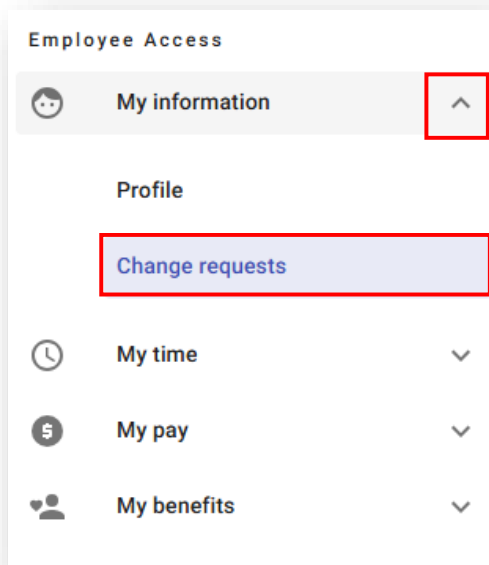 Employee Access
My information
Profile
Change requests
My time
My pay
My benefits